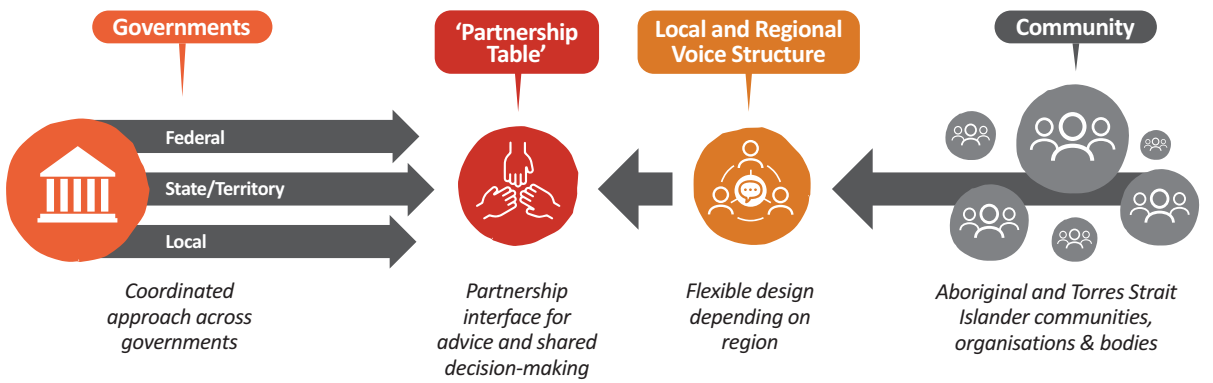 Governments
'Partnership
Table'
Local and Regional
Voice Structure
Community
Federal
State/Territory
Local
Coordinated
approach across
governments
Partnership
interface for
advice and shared
decision-making
Flexible design
depending on
region
Aboriginal and Torres Strait
Islander communities,
organisations & bodies